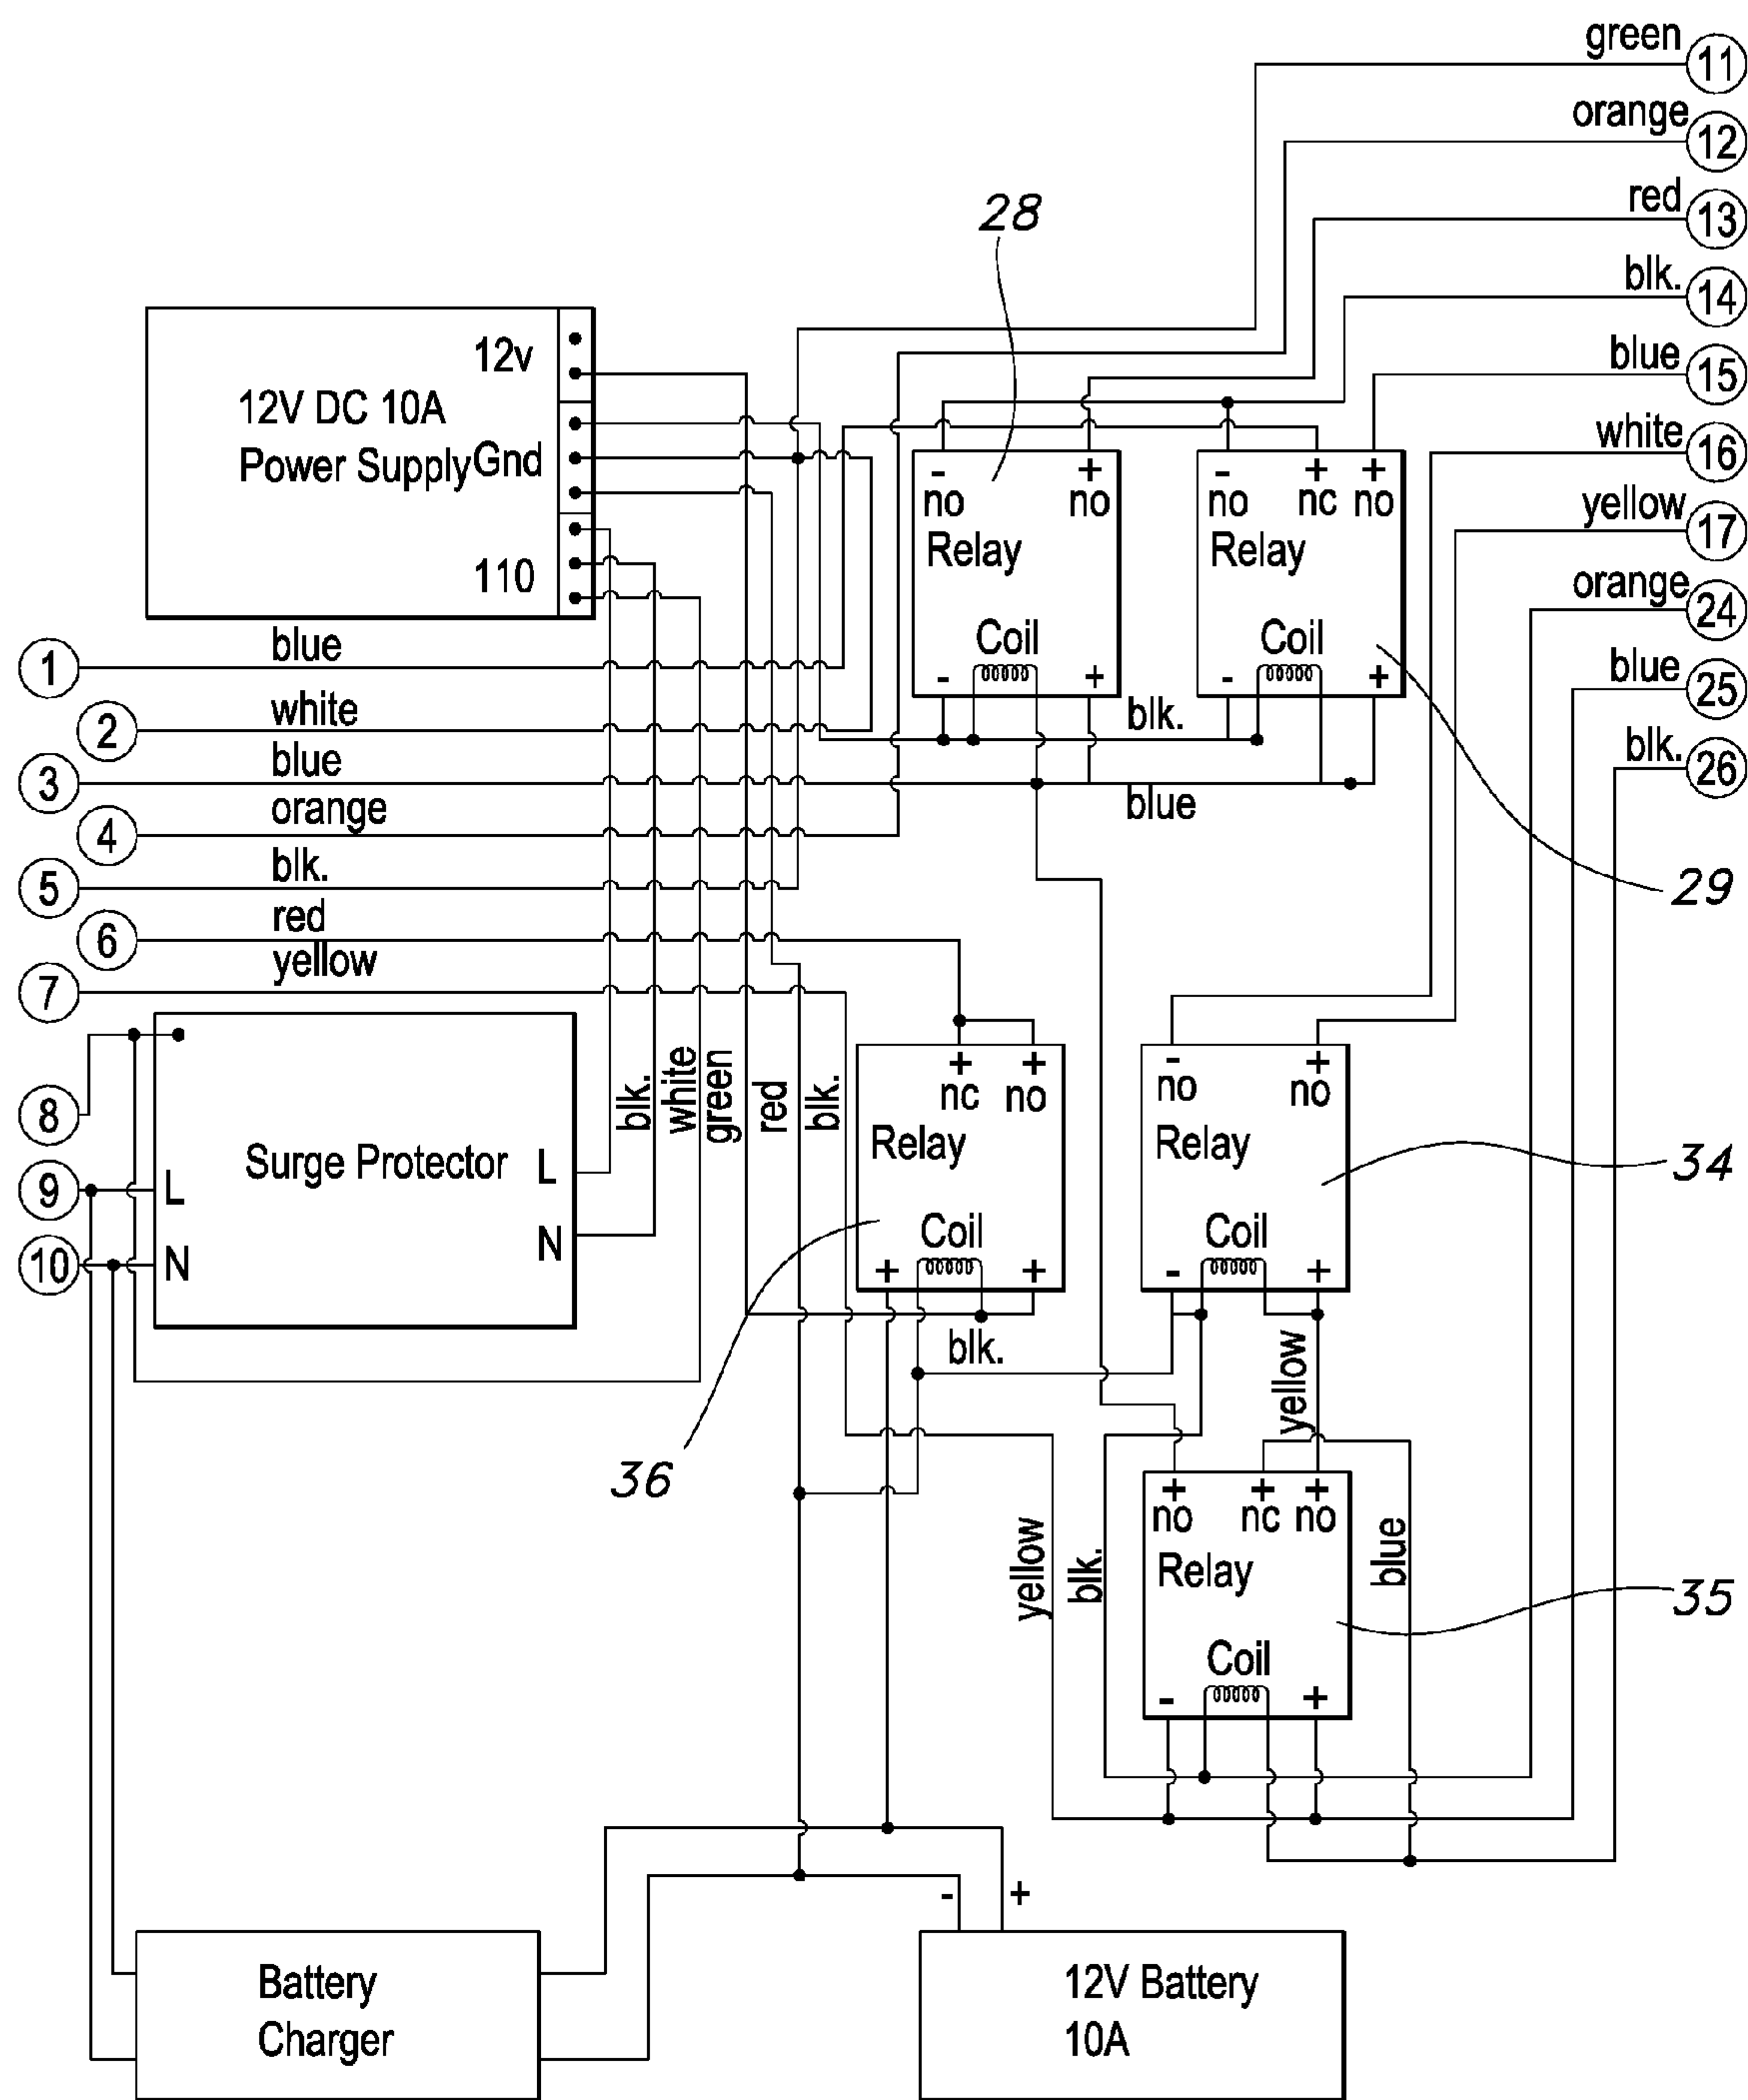 green 11
orange 12
red 13
28
blk. 14
blue 15
12v
12V DC 10A
Power Supply Gnd
110
white 16
yellow 17
orange 24
blue 25
blk. 26
- + 
no no
Relay
Coil
- +
- + +
no nc no
Relay
Coil
- +
blk.
blue
29
1 blue
2 white
3 blue
4 orange
5 blk.
6 red
7 yellow
8
9
10
Surge Protector
L
N
L
N
blk.
white
green
red
blk.
+ +
nc no
Relay
Coil
+ +
blk.
36
- +
no no
Relay
Coil
- +
34
yellow
+ + +
no nc no
Relay
Coil
- +
35
yellow
blk.
blue
- +
Battery
Charger
12V Battery
10A